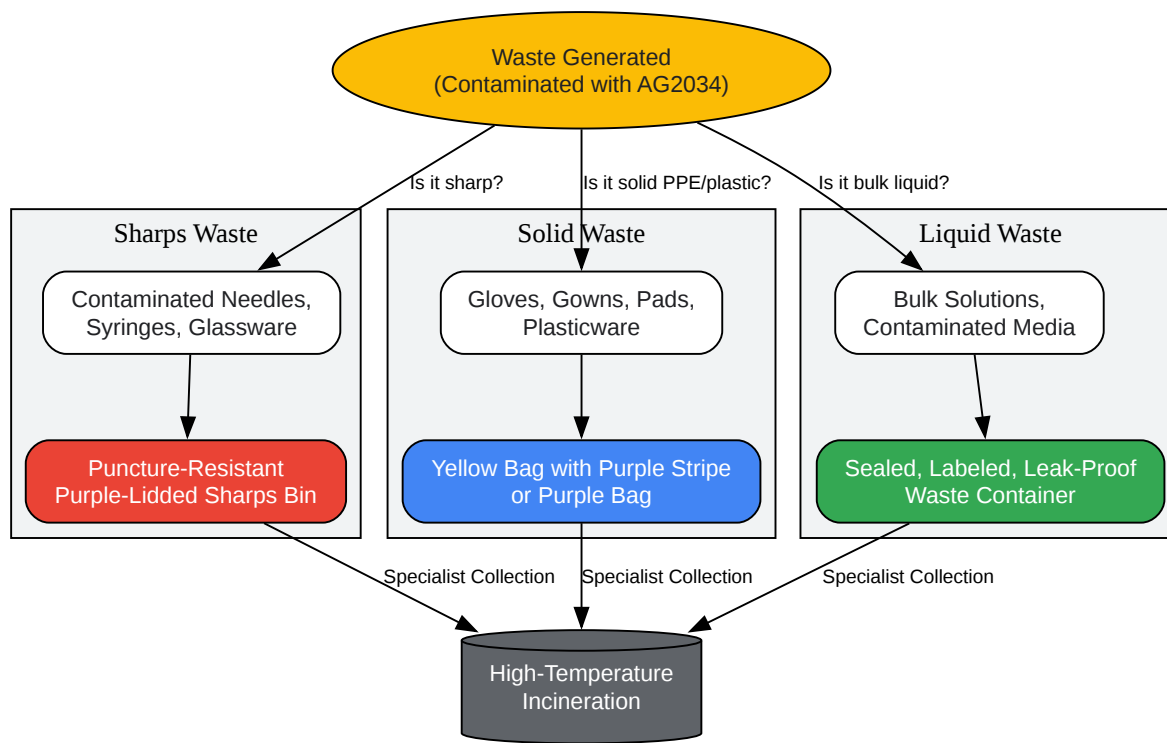 Waste Generated
(Contaminated with AG2034)
Is it sharp?
Is it solid PPE/plastic?
Is it bulk liquid?
Sharps Waste
Solid Waste
Liquid Waste
Contaminated Needles,
Syringes, Glassware
Gloves, Gowns, Pads,
Plasticware
Bulk Solutions,
Contaminated Media
Puncture-Resistant
Purple-Lidded Sharps Bin
Yellow Bag with Purple Stripe
or Purple Bag
Sealed, Labeled, Leak-Proof
Waste Container
Specialist Collection
Specialist Collection
Specialist Collection
High-Temperature
Incineration